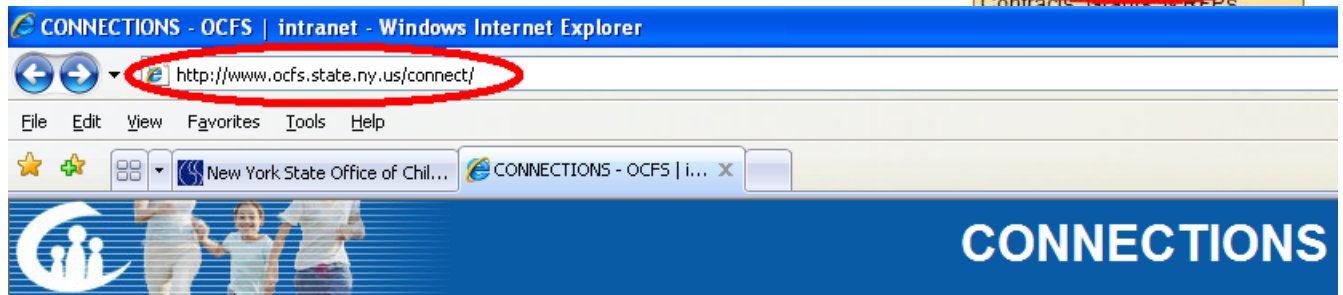 CONNECTIONS - OCFS | intranet - Windows Internet Explorer
http://www.ocfs.state.ny.us/connect/
File Edit View Favorites Tools Help
New York State Office of Chil... CONNECTIONS - OCFS | i...
CONNECTIONS